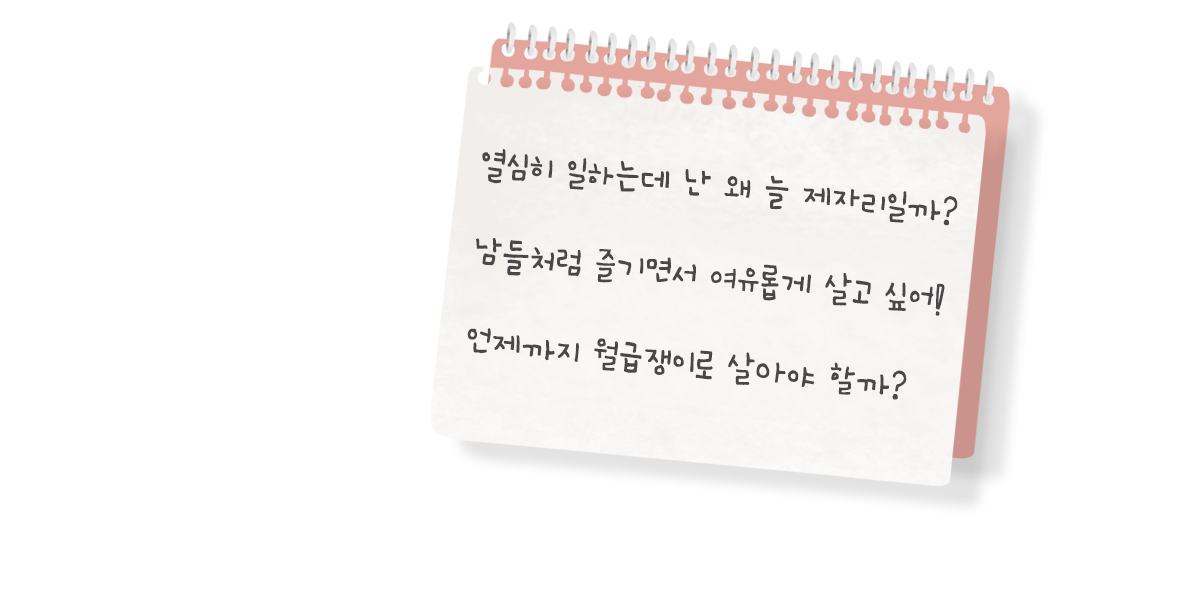 열심히 일하는데 난 왜 늘 제자리일까?
남들처럼 즐기면서 여유롭게 살고 싶어!
언제까지 월급쟁이로 살아야 할까?